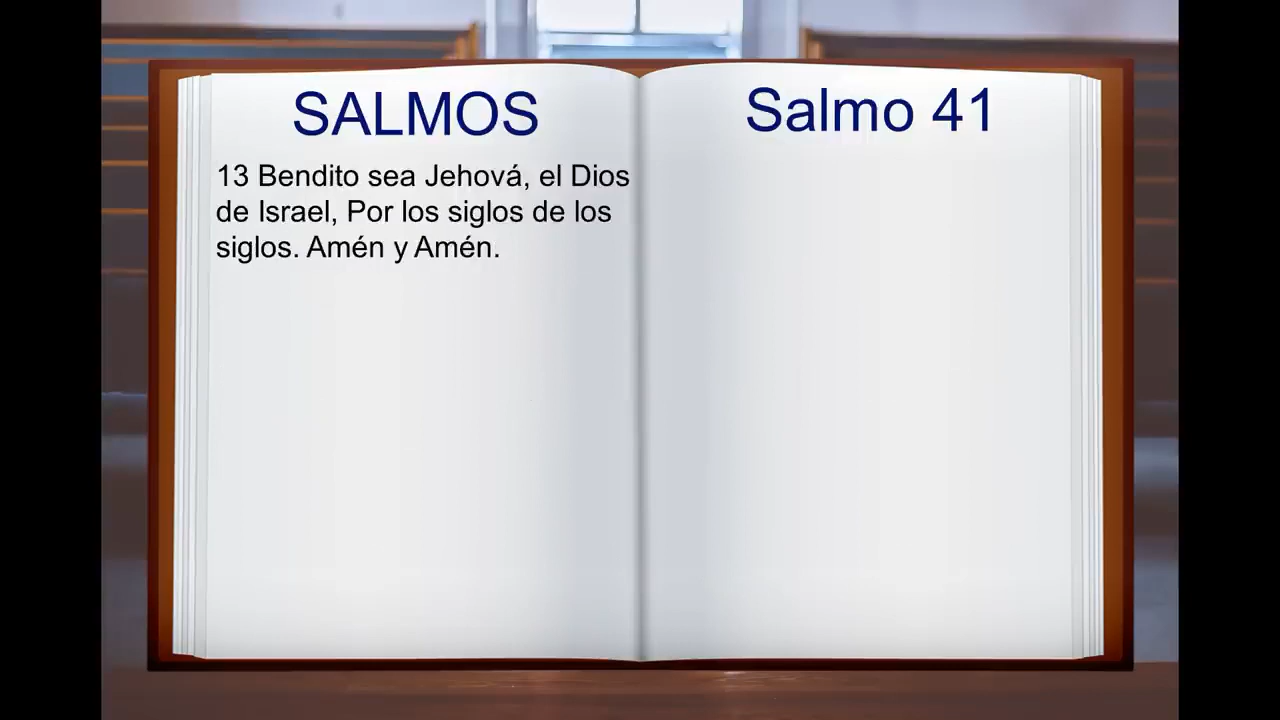 SALMOS
13 Bendito sea Jehová, el Dios
de Israel, Por los siglos de los
siglos. Amén y Amén.
Salmo 41